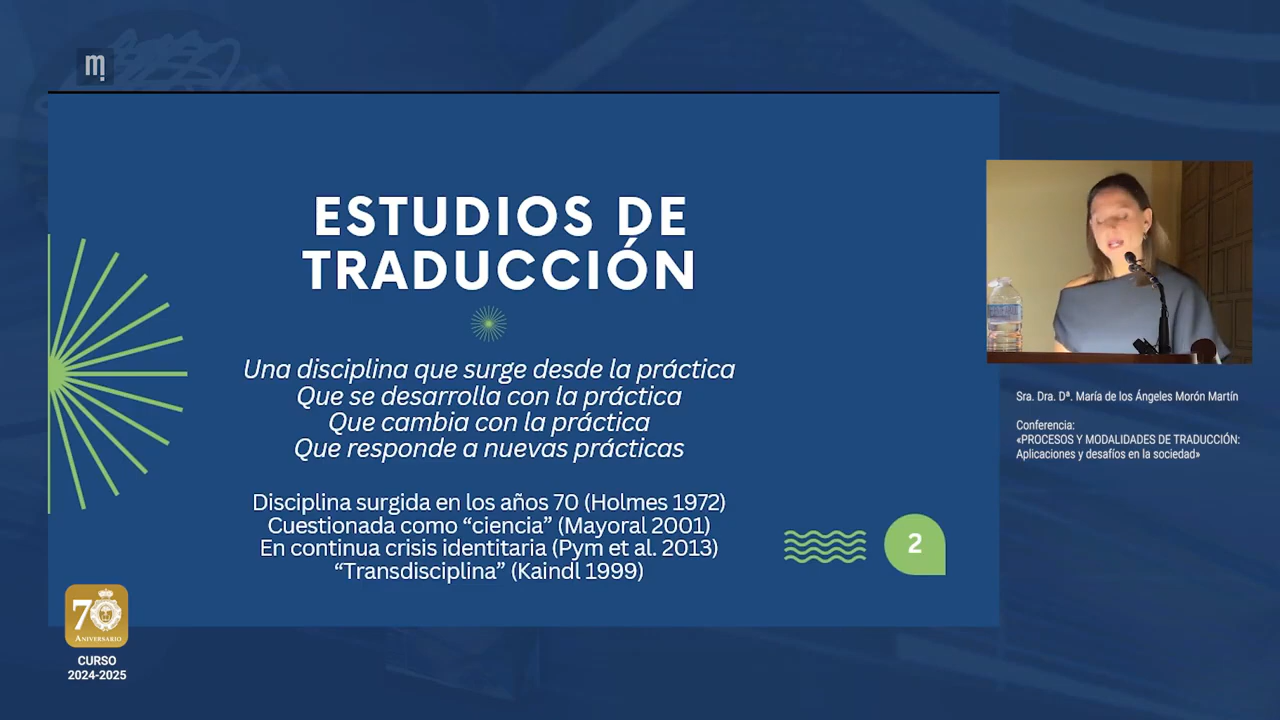 m
ESTUDIOS DE
TRADUCCIÓN
Una disciplina que surge desde la práctica
Que se desarrolla con la práctica
Que cambia con la práctica
Que responde a nuevas prácticas
Disciplina surgida en los años 70 (Holmes 1972)
Cuestionada como “ciencia” (Mayoral 2001)
En continua crisis identitaria (Pym et al. 2013)
“Transdisciplina” (Kaindl 1999)
2
Sra. Dra. Dª. María de los Ángeles Morón Martín
Conferencia:
«PROCESOS Y MODALIDADES DE TRADUCCIÓN:
Aplicaciones y desafíos en la sociedad»
70
ANIVERSARIO
CURSO
2024-2025